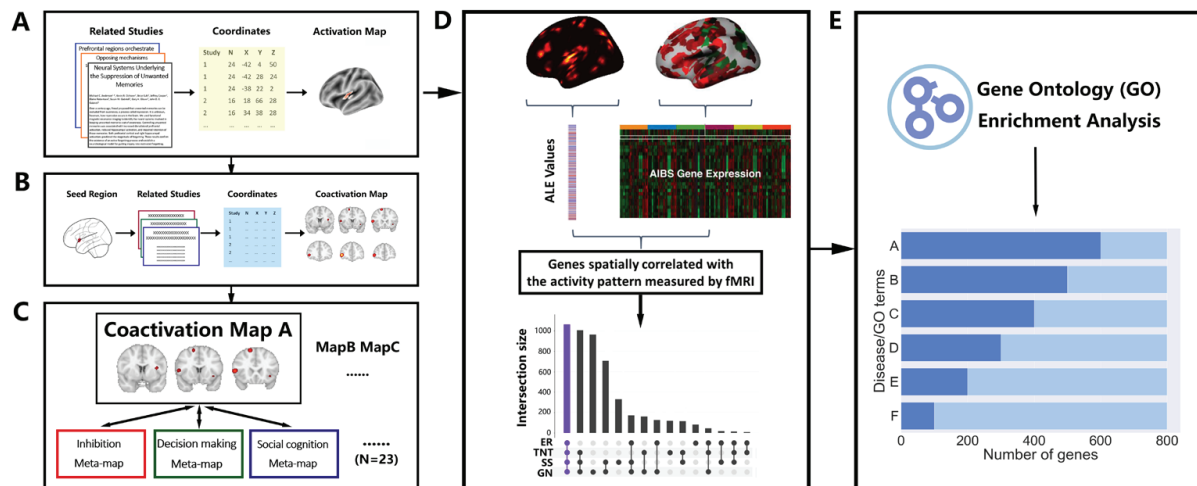 A
Related Studies
Coordinates
Activation Map
Prefrontal regions orchestrate
Opposing mechanisms
Neural Systems Underlying
the Suppression of Unwanted
Memories
Study N X Y Z
1 24 -42 4 50
1 24 -42 28 24
1 24 -38 22 2
2 16 18 66 28
2 16 34 38 28
... ... ... ... ...
B
Seed Region
Related Studies
Coordinates
Coactivation Map
Study N X Y Z
1 ... ... ... ...
1 ... ... ... ...
1 ... ... ... ...
2 ... ... ... ...
2 ... ... ... ...
C
Coactivation Map A
MapB MapC
......
Inhibition
Meta-map
Decision making
Meta-map
Social cognition
Meta-map
......
(N=23)
D
ALE Values
AIBS Gene Expression
Genes spatially correlated with
the activity pattern measured by fMRI
Intersection size
1000
800
600
400
200
0
ER
TNT
SS
GN
E
Gene Ontology (GO)
Enrichment Analysis
Disease/GO terms
A
B
C
D
E
F
0 200 400 600 800
Number of genes